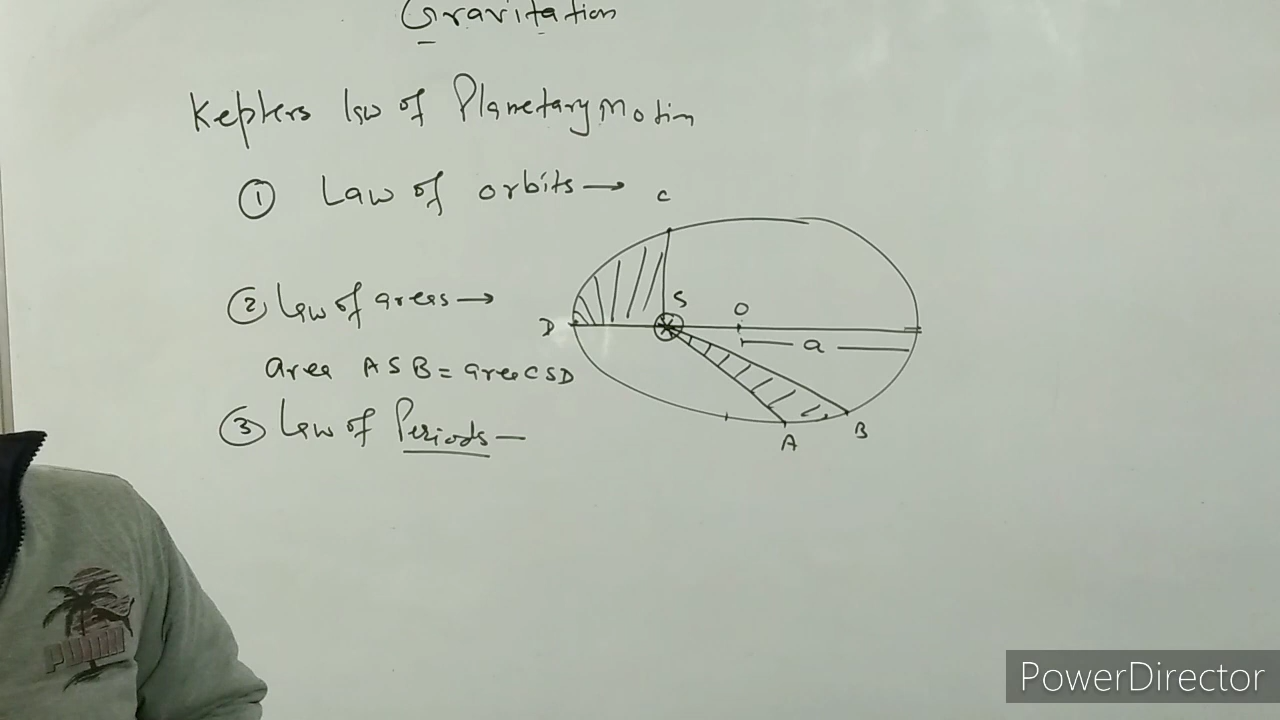 Gravitation
Keplers law of Planetary Motion
① Law of orbits →
② Law of areas →
area ASB = area CSD
③ Law of Periods —
C
S
O
D
a
A
B
PUMA
PowerDirector